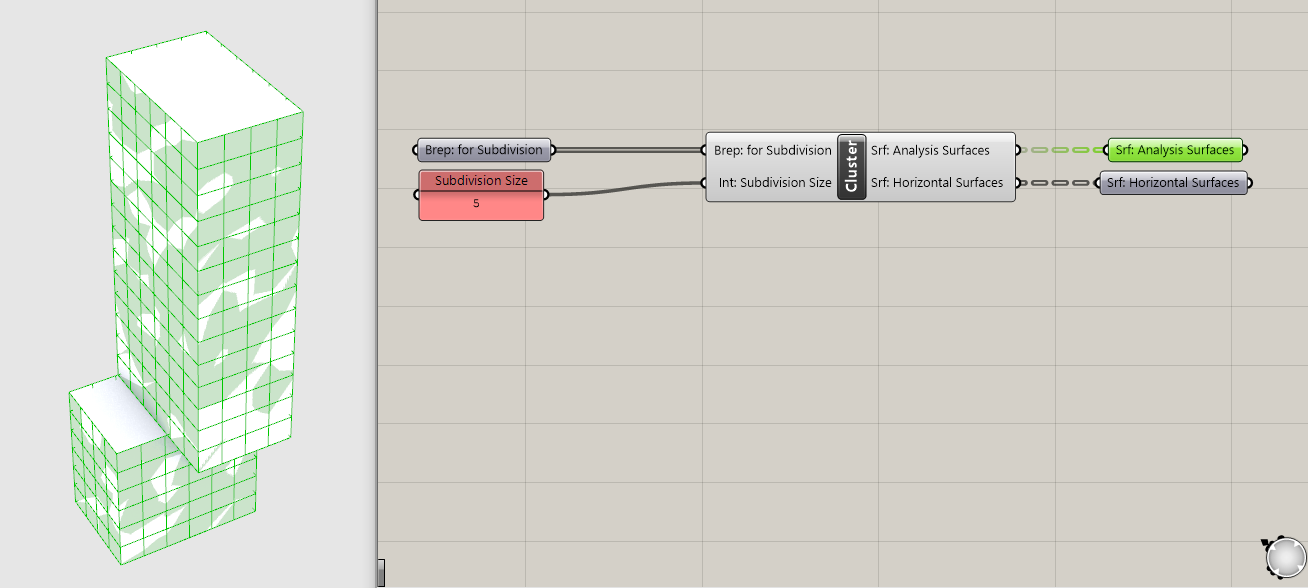 Brep: for Subdivision
Subdivision Size
5
Brep: for Subdivision
Int: Subdivision Size
Cluster
Srf: Analysis Surfaces
Srf: Horizontal Surfaces
Srf: Analysis Surfaces
Srf: Horizontal Surfaces